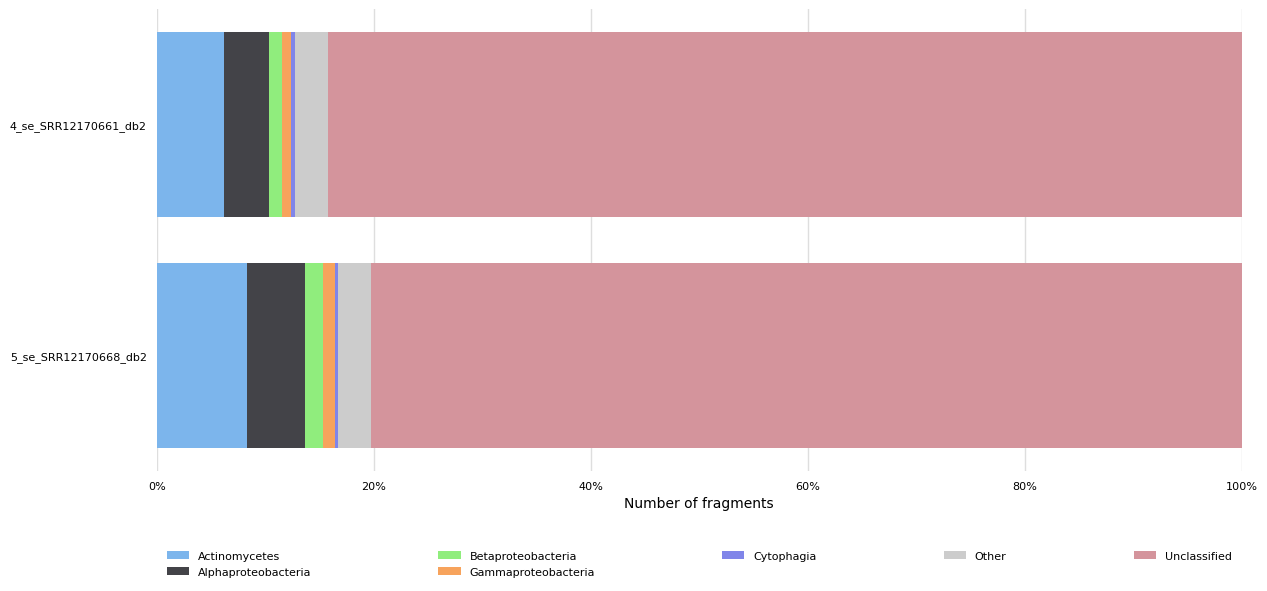 4_se_SRR12170661_db2
5_se_SRR12170668_db2
0% 20% 40% 60% 80% 100%
Number of fragments
Actinomycetes Betaproteobacteria Cytophagia Other Unclassified
Alphaproteobacteria Gammaproteobacteria